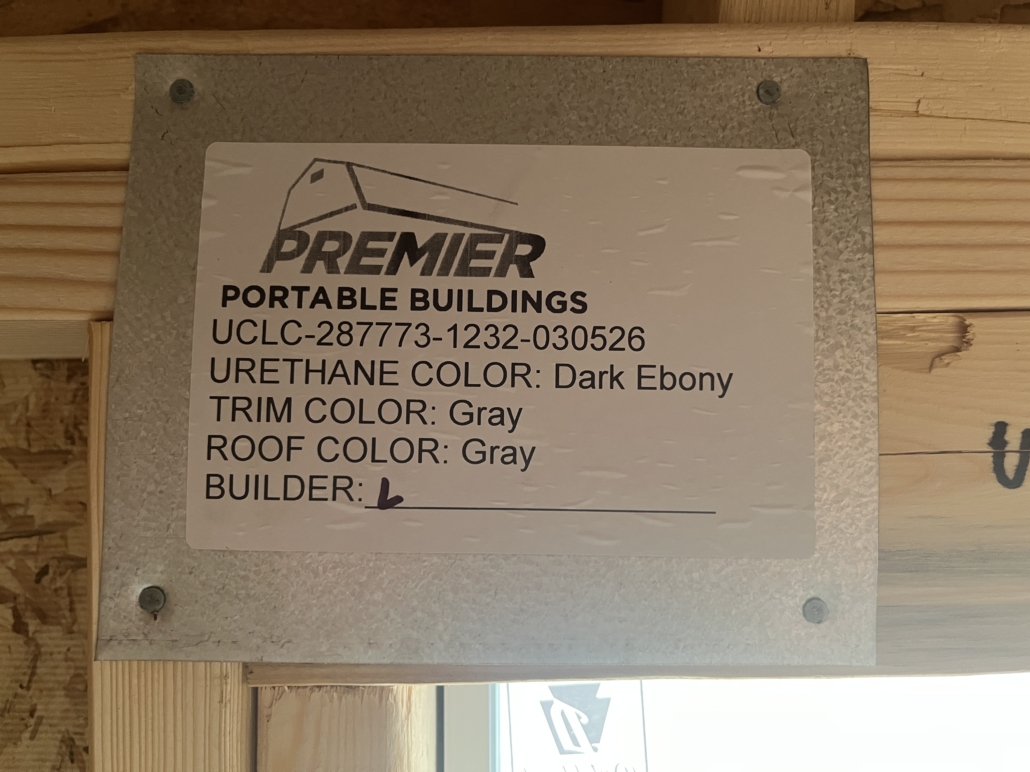 PREMIER
PORTABLE BUILDINGS
UCLC-287773-1232-030526
URETHANE COLOR: Dark Ebony
TRIM COLOR: Gray
ROOF COLOR: Gray
BUILDER: L